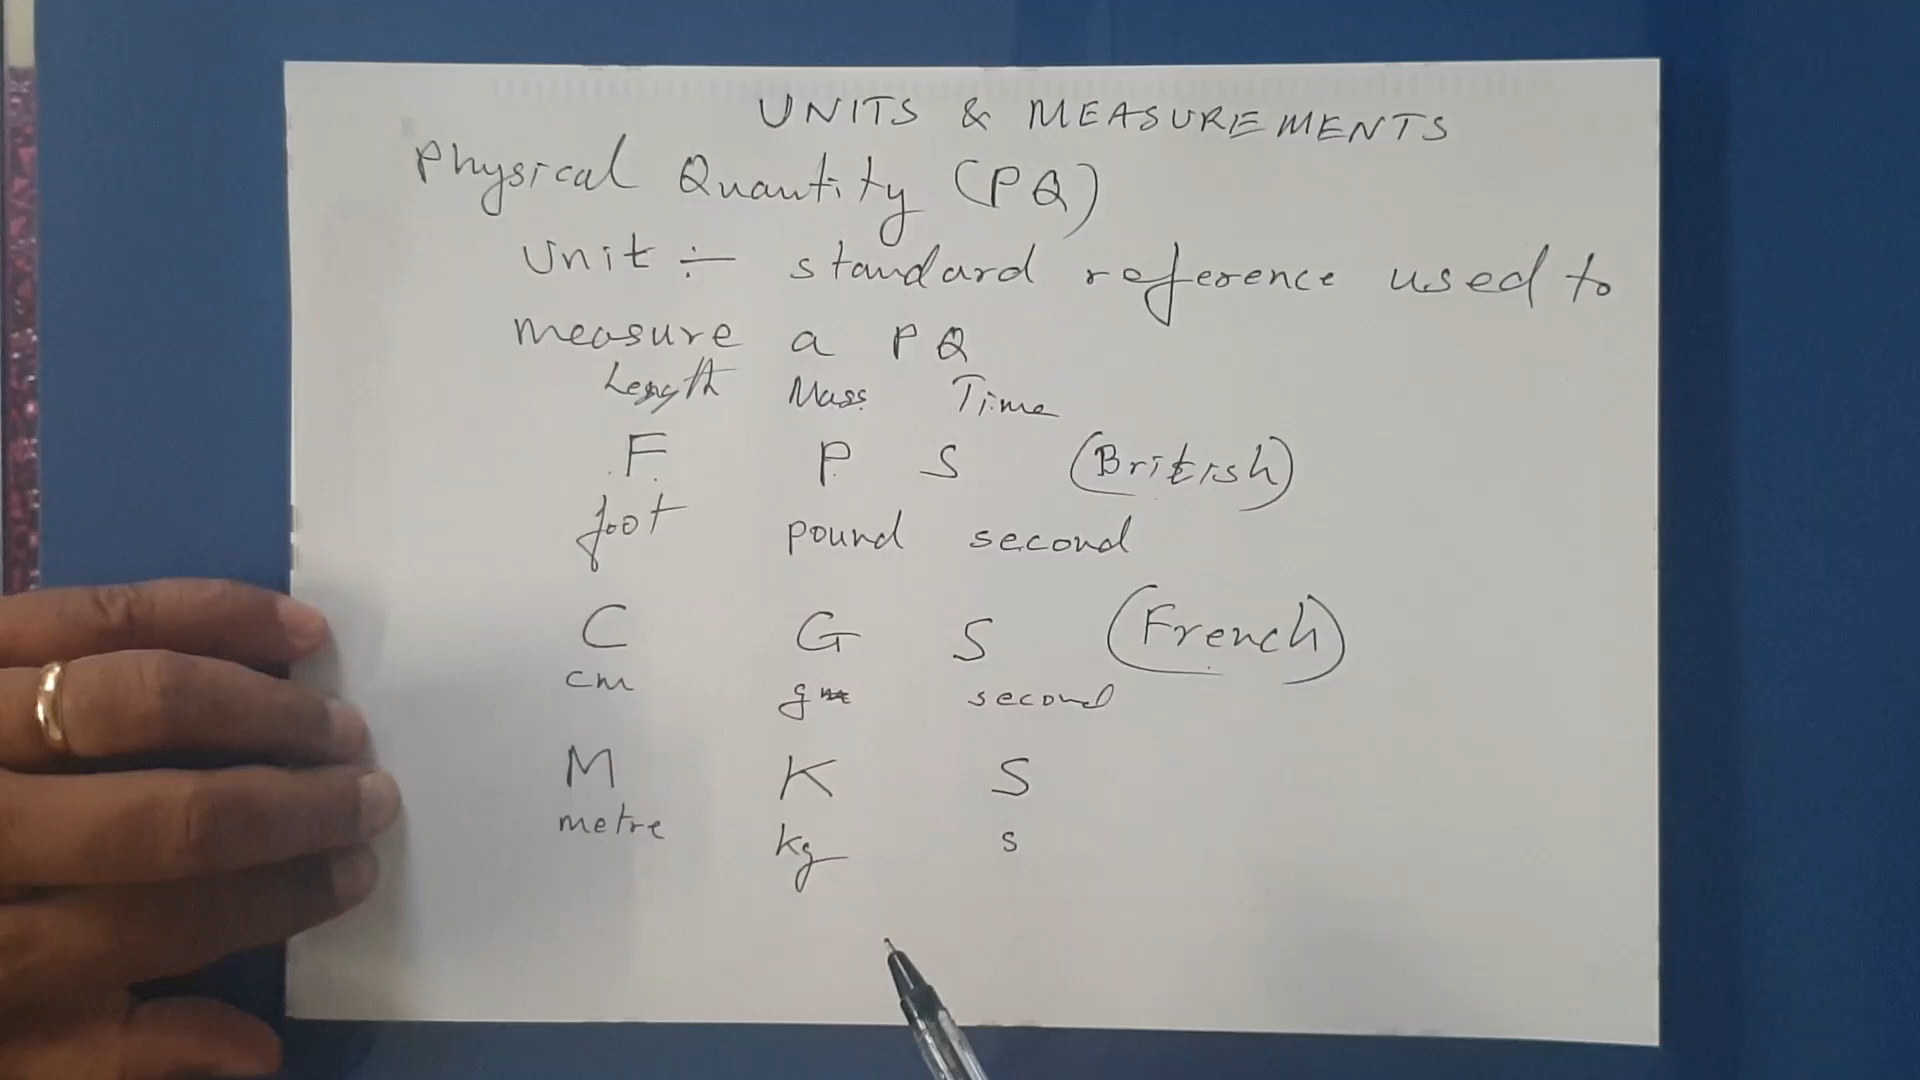 UNITS & MEASUREMENTS
Physical Quantity (PQ)
Unit ÷ standard reference used to
measure a PQ
Length Mass Time
F P S (British)
foot pound second
C G S (French)
cm g second
M K S
metre kg s